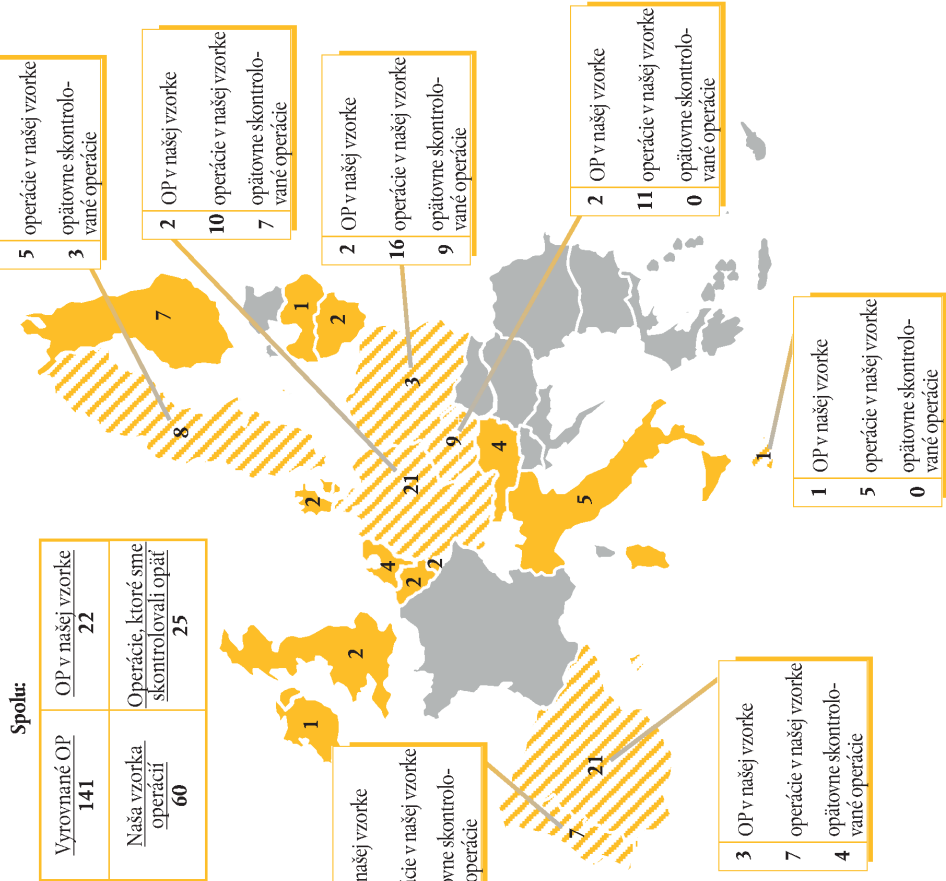 Spolu:
Vyrovnané OP
141
OP v našej vzorke
22
Naša vzorka
operácií
60
Operácie, ktoré sme
skontrolovali opäť
25
5 operácie v našej vzorke
3 opätovne skontrolo-
vané operácie
2 OP v našej vzorke
10 operácie v našej vzorke
7 opätovne skontrolo-
vané operácie
2 OP v našej vzorke
16 operácie v našej vzorke
9 opätovne skontrolo-
vané operácie
2 OP v našej vzorke
11 operácie v našej vzorke
0 opätovne skontrolo-
vané operácie
1 OP v našej vzorke
5 operácie v našej vzorke
0 opätovne skontrolo-
vané operácie
3 OP v našej vzorke
7 operácie v našej vzorke
4 opätovne skontrolo-
vané operácie
našej vzorke
v našej vzorke
skontrolo-
operácie
7
8
1
2
2
3
21
9
4
4
2
2
2
1
5
1
21
7